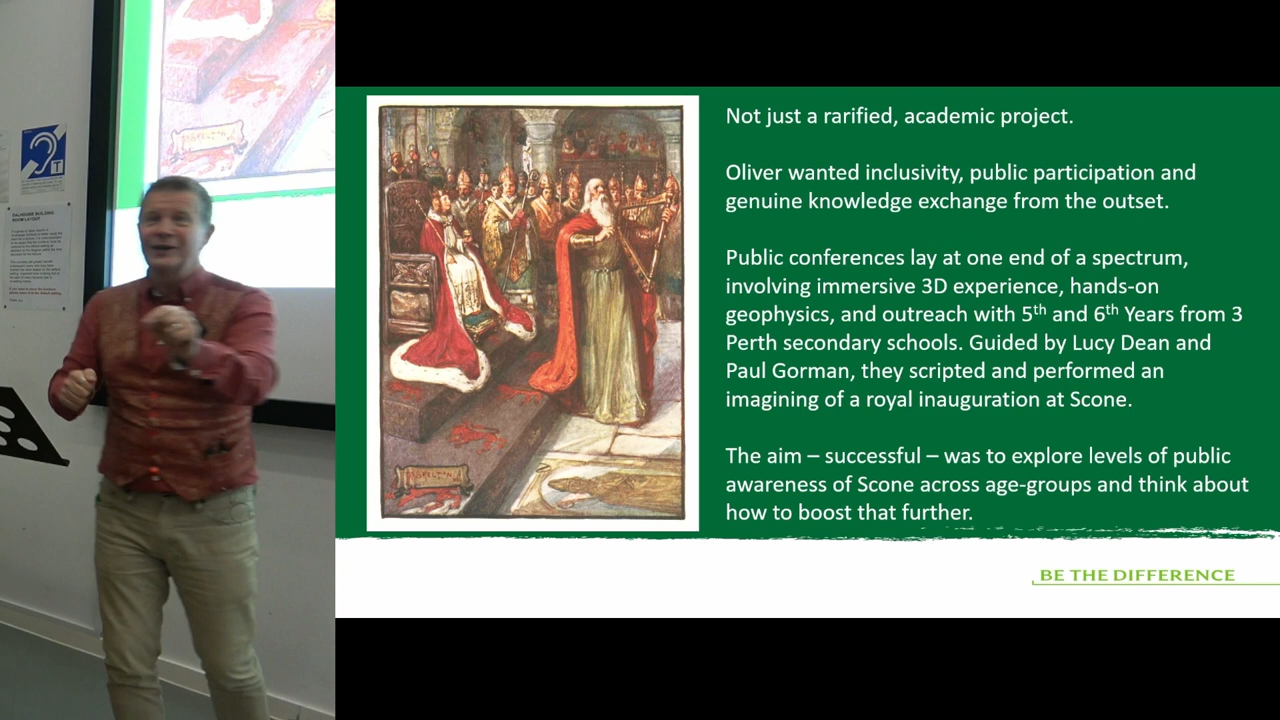 T
DALHOUSIE BUILDING
ROOM LAYOUT
Not just a rarified, academic project.
Oliver wanted inclusivity, public participation and
genuine knowledge exchange from the outset.
Public conferences lay at one end of a spectrum,
involving immersive 3D experience, hands-on
geophysics, and outreach with 5th and 6th Years from 3
Perth secondary schools. Guided by Lucy Dean and
Paul Gorman, they scripted and performed an
imagining of a royal inauguration at Scone.
The aim – successful – was to explore levels of public
awareness of Scone across age-groups and think about
how to boost that further.
BE THE DIFFERENCE